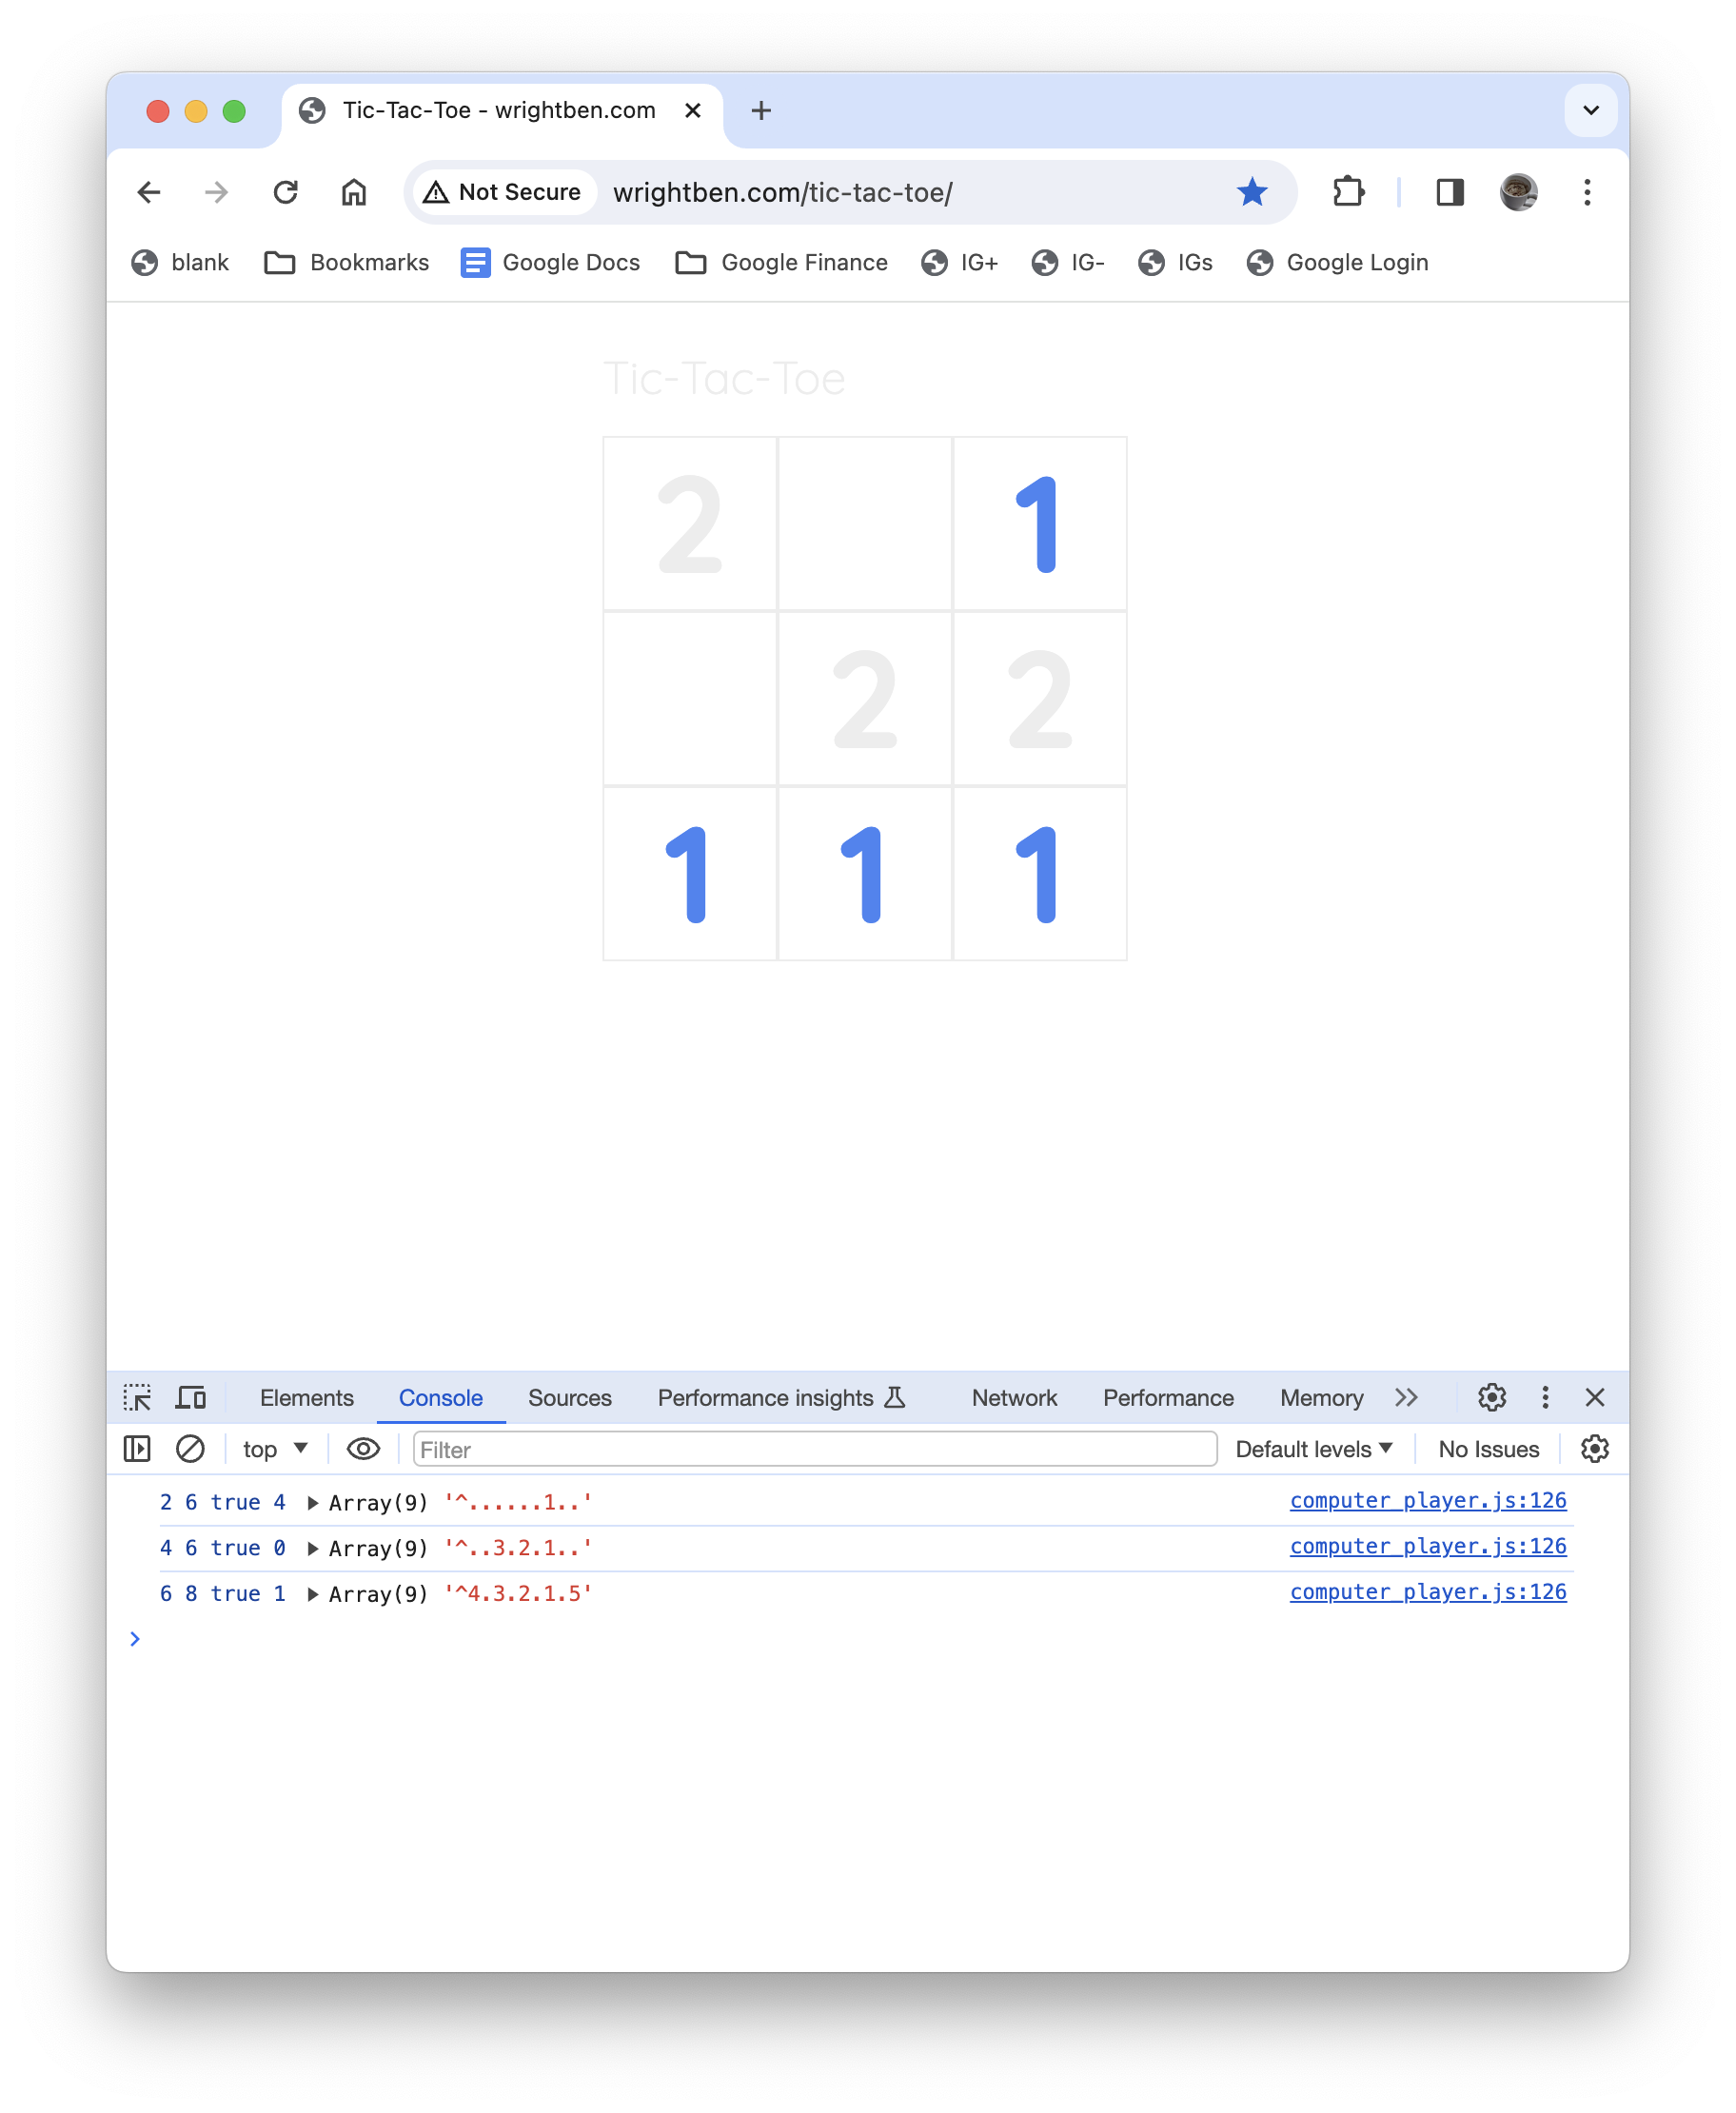 Tic-Tac-Toe - wrightben.com
Not Secure wrightben.com/tic-tac-toe/
blank Bookmarks Google Docs Google Finance IG+ IG- IGs Google Login
Tic-Tac-Toe
2 1
2 2
1 1 1
Elements Console Sources Performance insights Network Performance Memory
top Filter Default levels No Issues
2 6 true 4 Array(9) '^......1..' computer_player.js:126
4 6 true 0 Array(9) '^..3.2.1..' computer_player.js:126
6 8 true 1 Array(9) '^4.3.2.1.5' computer_player.js:126